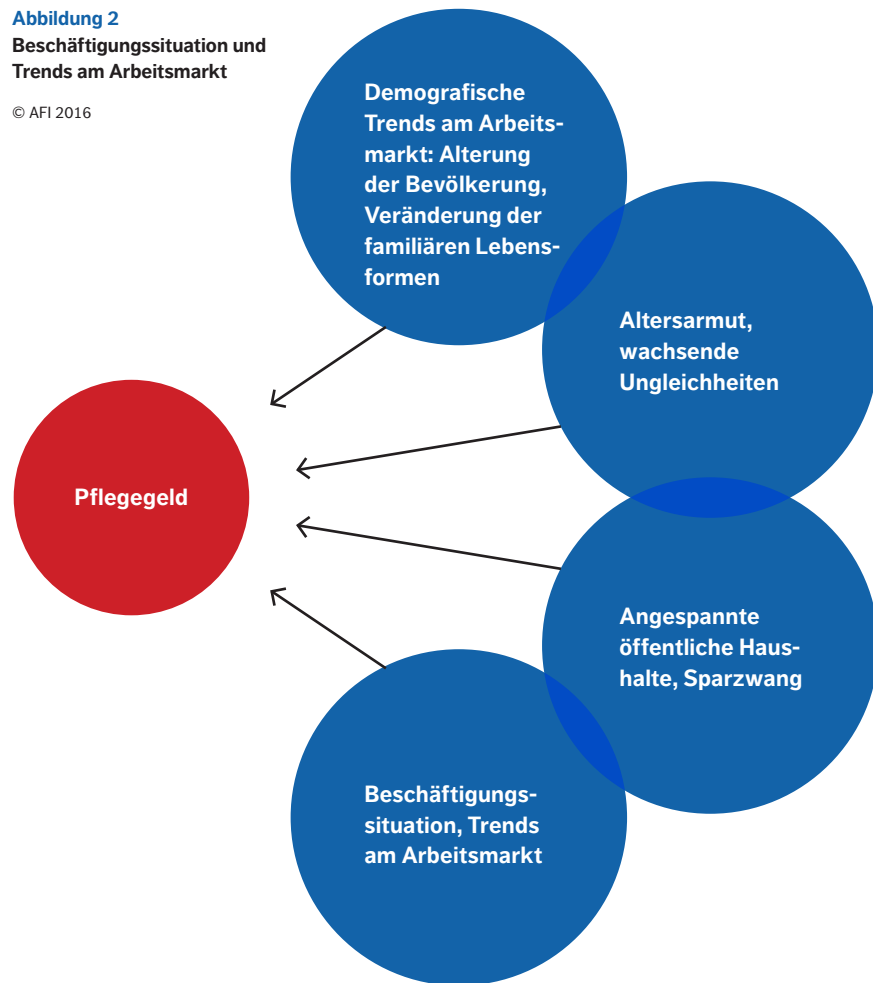 Abbildung 2
Beschäftigungssituation und
Trends am Arbeitsmarkt
© AFI 2016
Demografische
Trends am Arbeits-
markt: Alterung
der Bevölkerung,
Veränderung der
familiären Lebens-
formen
Altersarmut,
wachsende
Ungleichheiten
Pflegegeld
Angespannte
öffentliche Haus-
halte, Sparzwang
Beschäftigungs-
situation, Trends
am Arbeitsmarkt